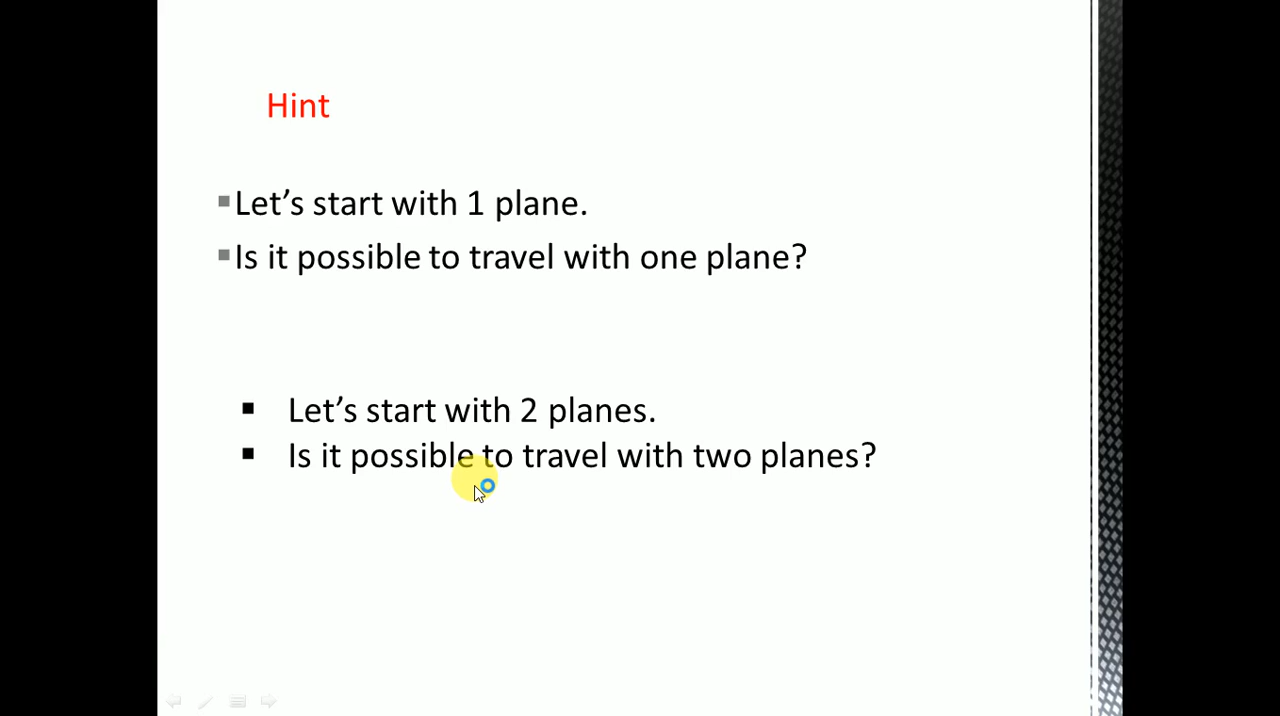 Hint
Let’s start with 1 plane.
Is it possible to travel with one plane?
Let’s start with 2 planes.
Is it possible to travel with two planes?